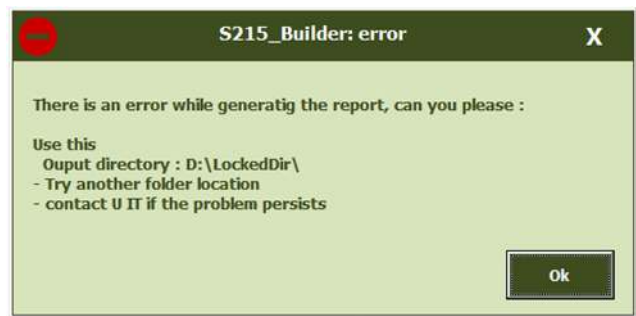 S215_Builder: error
X
There is an error while generatig the report, can you please :
Use this
Ouput directory : D:\LockedDir\
- Try another folder location
- contact U IT if the problem persists
Ok